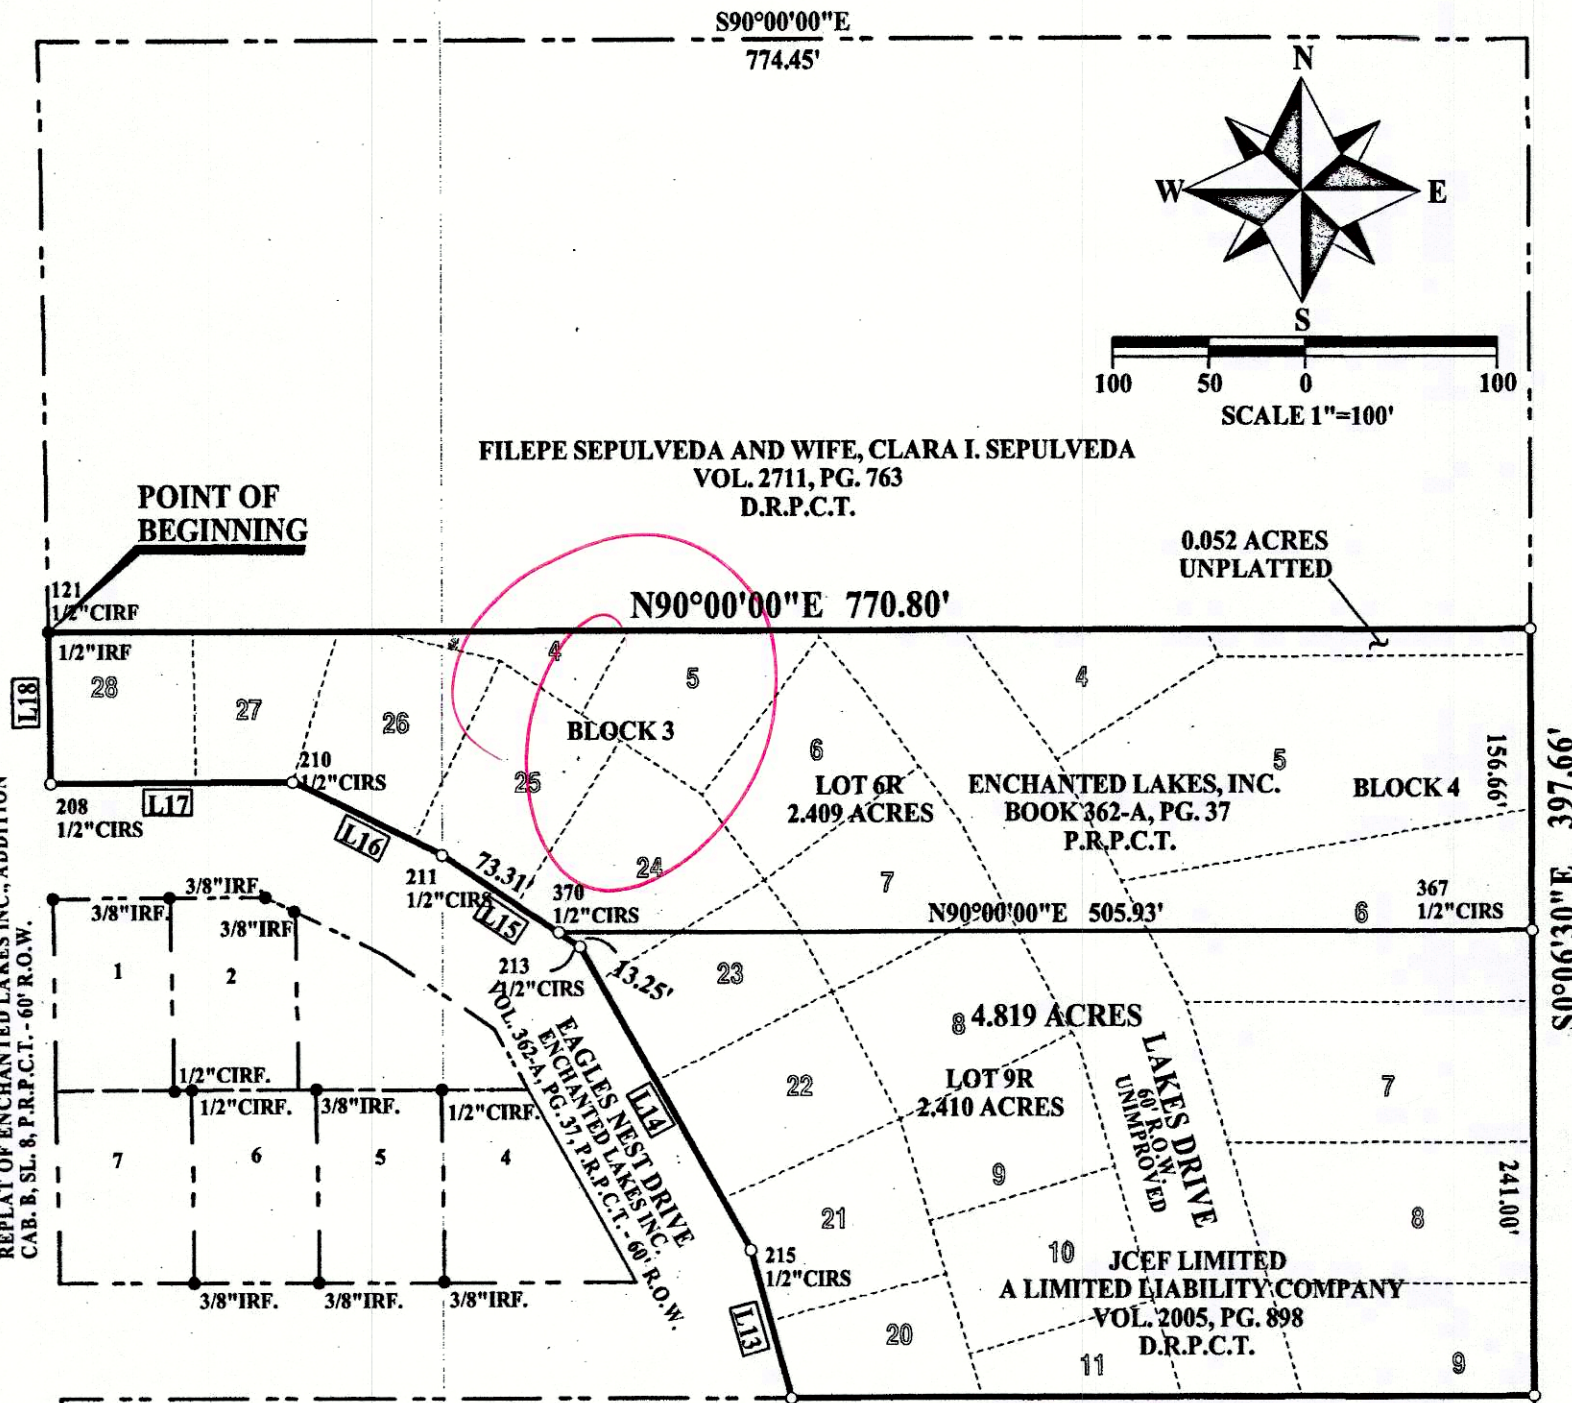 S90°00'00"E
774.45'
N
W
E
S
100 50 0 100
SCALE 1"=100'
FILEPE SEPULVEDA AND WIFE, CLARA I. SEPULVEDA
VOL. 2711, PG. 763
D.R.P.C.T.
POINT OF
BEGINNING
0.052 ACRES
UNPLATTED
121
1/2"CIRF
N90°00'00"E 770.80'
1/2"IRF
L18
28
27
26
25
24
4
5
BLOCK 3
6
LOT 6R
2.409 ACRES
4
5
ENCHANTED LAKES, INC.
BOOK 362-A, PG. 37
P.R.P.C.T.
BLOCK 4
156.66'
S0°06'30"E 397.66'
210
1/2"CIRS
208
1/2"CIRS
L17
L16
73.31'
211
1/2"CIRS
L15
370
1/2"CIRS
7
N90°00'00"E 505.93'
6
367
1/2"CIRS
213
1/2"CIRS
13.25'
REPLAT OF ENCHANTED LAKES INC., ADDITION
CAB. B, SL. 8, P.R.P.C.T. - 60' R.O.W.
3/8"IRF.
3/8"IRF.
3/8"IRF
1
2
1/2"CIRF.
1/2"CIRF.
3/8"IRF.
1/2"CIRF.
7
6
5
4
3/8"IRF.
3/8"IRF.
3/8"IRF.
EAGLES NEST DRIVE
ENCHANTED LAKES INC.
VOL. 362-A, PG. 37, P.R.P.C.T. - 60' R.O.W.
L14
23
22
21
20
8
4.819 ACRES
LOT 9R
2.410 ACRES
9
10
11
LAKES DRIVE
60' R.O.W.
UNIMPROVED
7
8
9
241.00'
215
1/2"CIRS
L13
JCEF LIMITED
A LIMITED LIABILITY COMPANY
VOL. 2005, PG. 898
D.R.P.C.T.